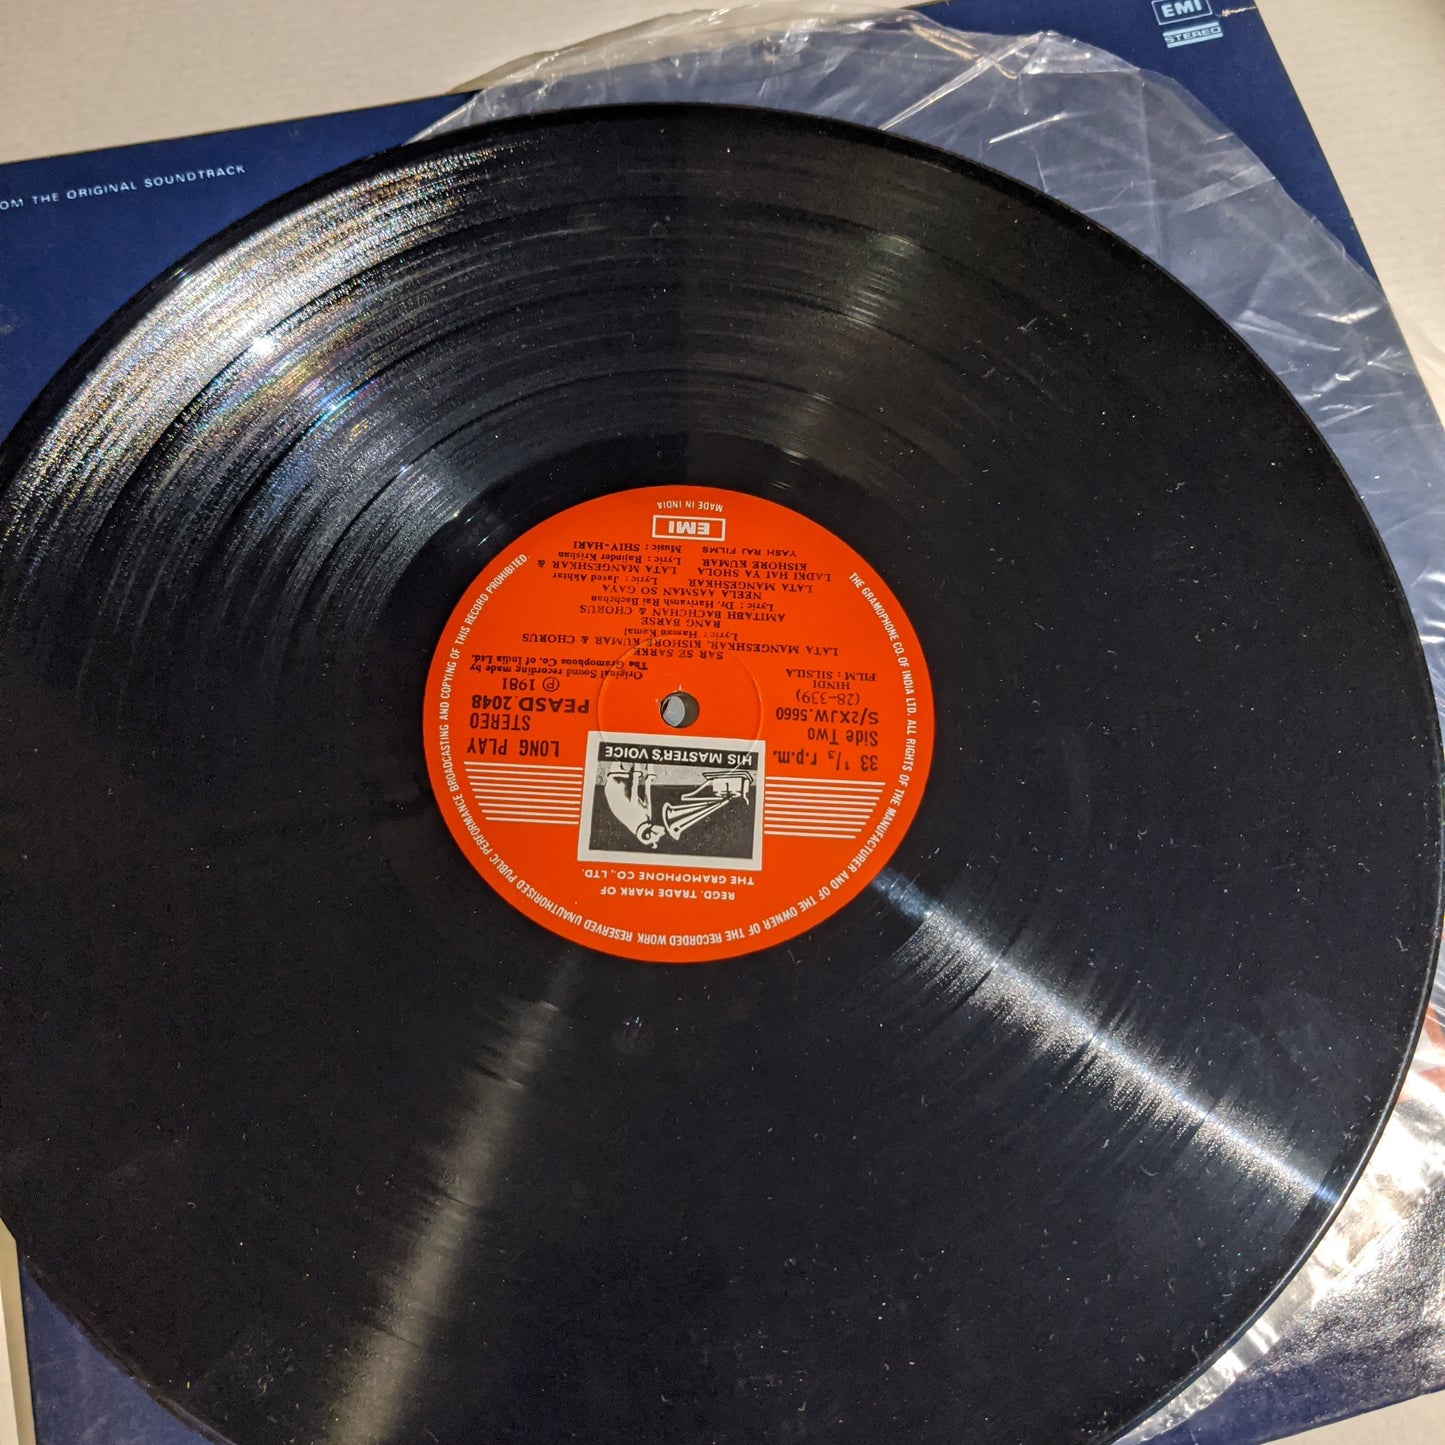 OM THE ORIGINAL SOUNDTRACK
EMI
STEREO
REGD. TRADE MARK OF
THE GRAMOPHONE CO., LTD.
HIS MASTER'S VOICE
33 1/3 r.p.m.
LONG PLAY
Side Two
STEREO
S/2XJW.5660
PEASD.2048
(28-339)
℗ 1981
HINDI
Original Sound recording made by
FILM : SILSILA
The Gramophone Co. of India Ltd.
SAR SE SARKE
LATA MANGESHKAR, KISHORE KUMAR & CHORUS
Lyric : Hassan Kamal
RANG BARSE
AMITABH BACHCHAN & CHORUS
Lyric : Dr. Harivansh Rai Bachchan
NEELA AASMAN SO GAYA
LATA MANGESHKAR
Lyric : Javed Akhtar
LADKI HAI YA SHOLA
LATA MANGESHKAR &
KISHORE KUMAR
Lyric : Rajinder Krishan
YASH RAJ FILMS
Music : SHIV-HARI
EMI
MADE IN INDIA
THE GRAMOPHONE CO. OF INDIA LTD. ALL RIGHTS OF THE MANUFACTURER AND OF THE OWNER OF THE RECORDED WORK RESERVED UNAUTHORISED PUBLIC PERFORMANCE BROADCASTING AND COPYING OF THIS RECORD PROHIBITED.